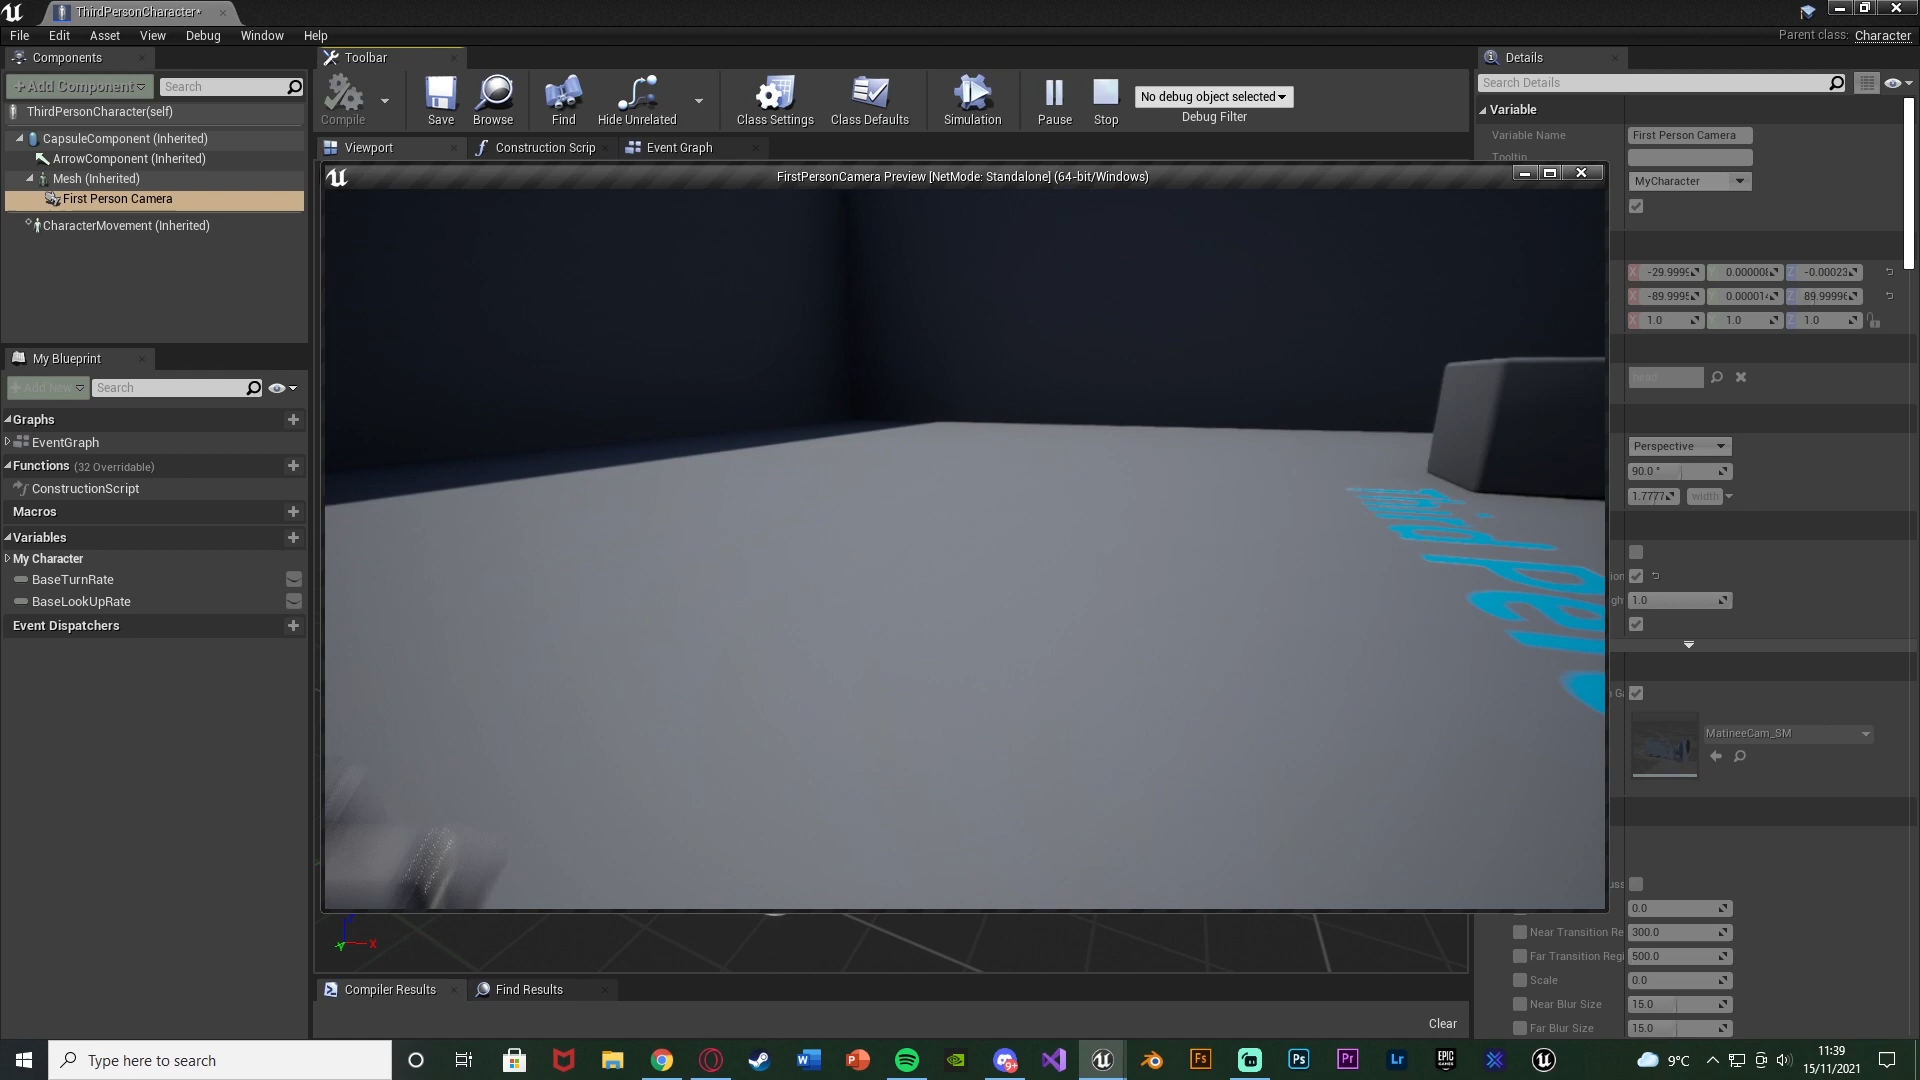 ThirdPersonCharacter*
File Edit Asset View Debug Window Help
Parent class: Character
Components
Toolbar
Details
+Add Component
Search
Compile
Save
Browse
Find
Hide Unrelated
Class Settings
Class Defaults
Simulation
Pause
Stop
No debug object selected
Debug Filter
Search Details
ThirdPersonCharacter(self)
CapsuleComponent (Inherited)
ArrowComponent (Inherited)
Mesh (Inherited)
First Person Camera
CharacterMovement (Inherited)
Viewport
Construction Scrip
Event Graph
Variable
Variable Name
First Person Camera
Tooltip
MyCharacter
FirstPersonCamera Preview [NetMode: Standalone] (64-bit/Windows)
X -29.9999 0.000008 Z -0.00023
X -89.9995 0.000014 Z 89.99996
X 1.0 Y 1.0 Z 1.0
head
Perspective
90.0 °
1.7777
width
1.0
MatineeCam_SM
My Blueprint
+Add New
Search
Graphs
EventGraph
Functions (32 Overridable)
ConstructionScript
Macros
Variables
My Character
BaseTurnRate
BaseLookUpRate
Event Dispatchers
0.0
Near Transition Re 300.0
Far Transition Regi 500.0
Scale 0.0
Near Blur Size 15.0
Far Blur Size 15.0
X
Compiler Results
Find Results
Clear
Type here to search
9°C
11:39
15/11/2021